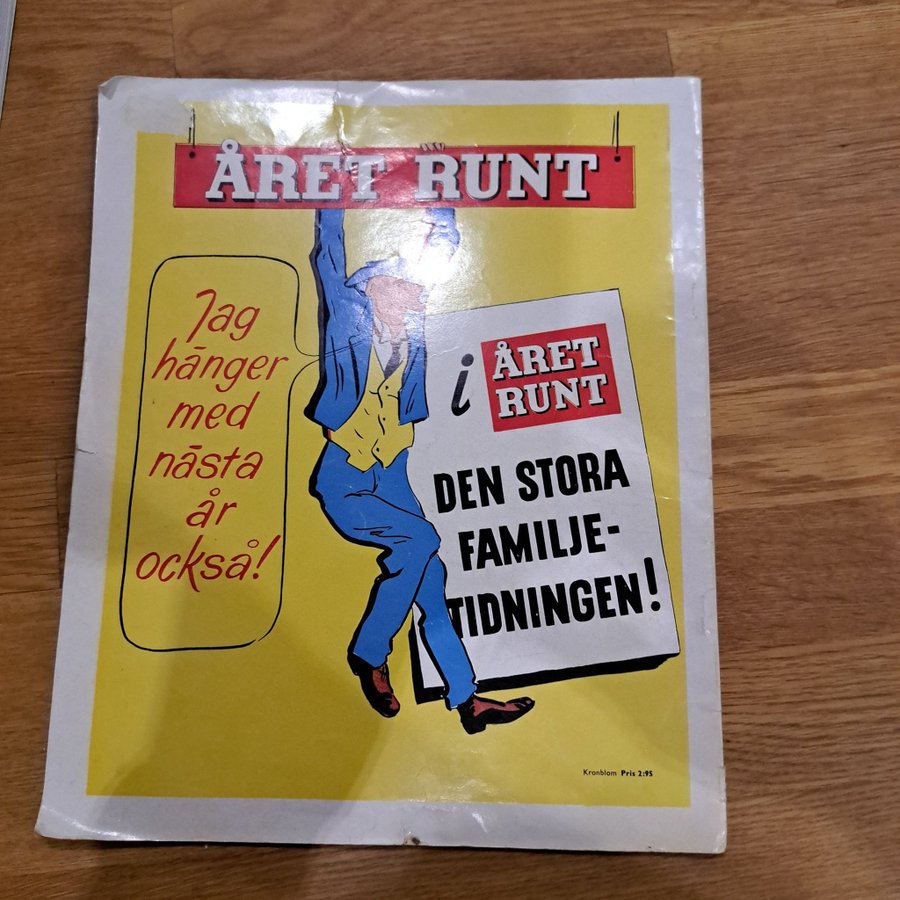 ÅRET RUNT
Jag
hänger
med
nästa
år
också!
i ÅRET
RUNT
DEN STORA
FAMILJE-
TIDNINGEN!
Kronblom Pris 2:95